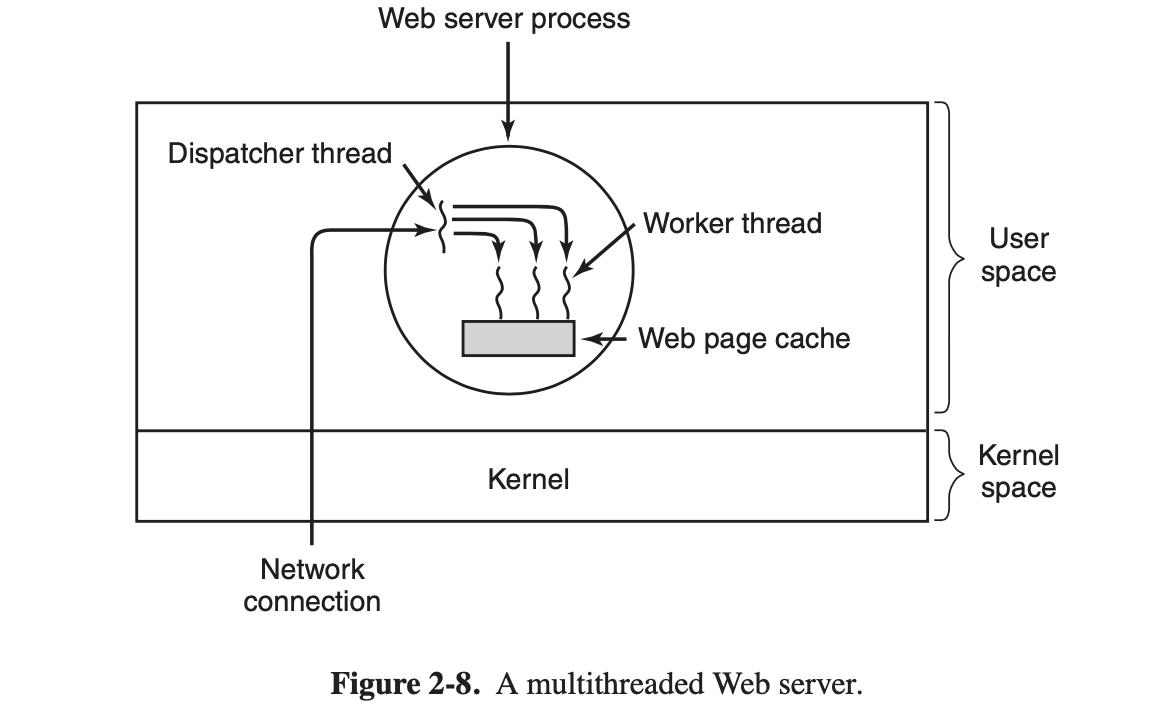 Web server process
Dispatcher thread
Worker thread
User
space
Web page cache
Kernel
Kernel
space
Network
connection
Figure 2-8. A multithreaded Web server.